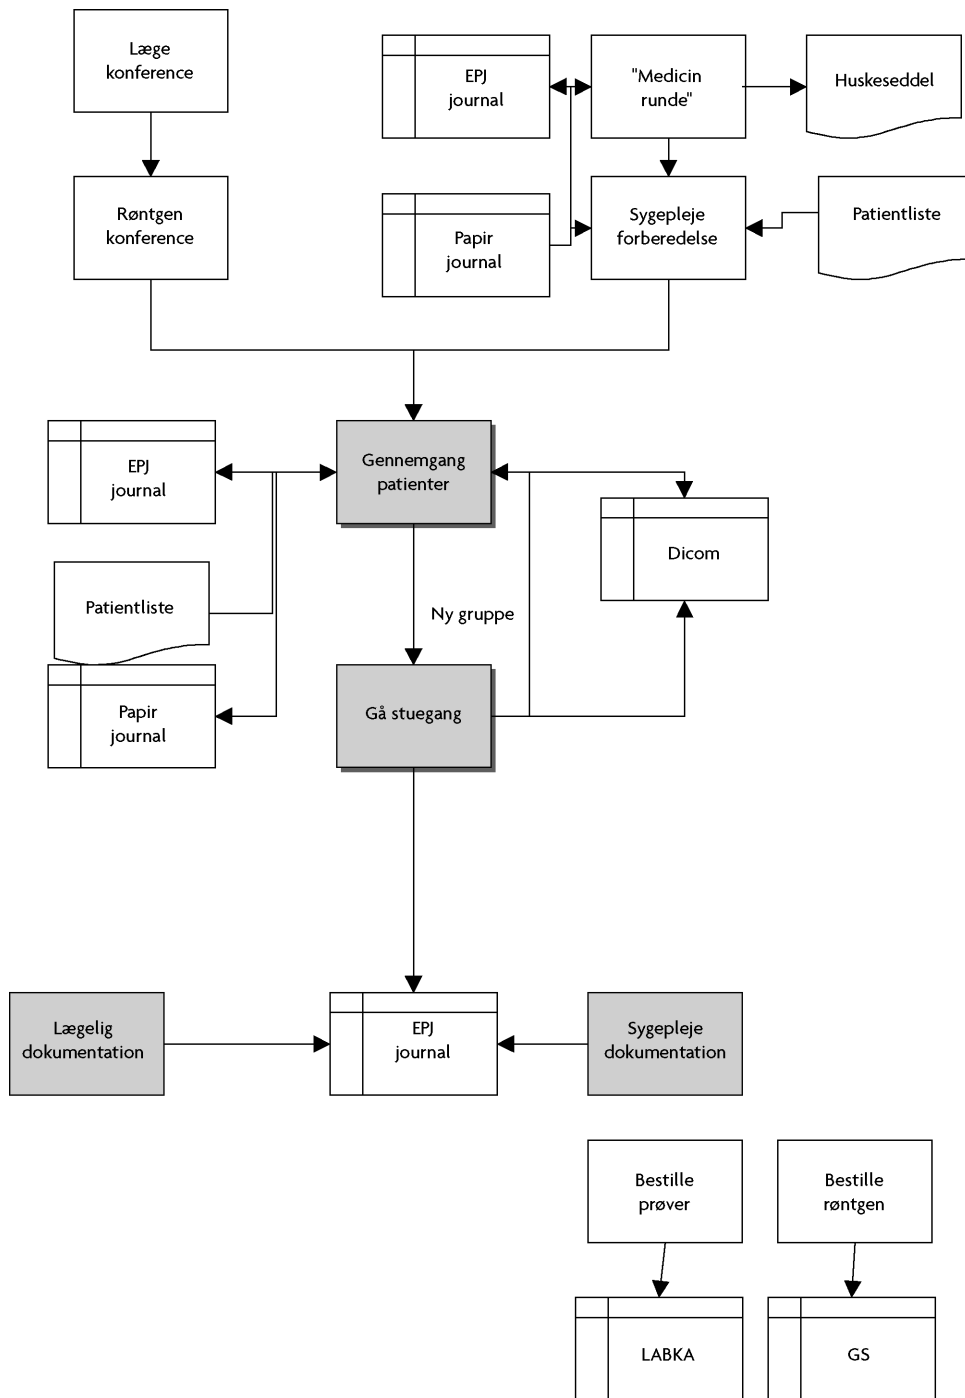 Læge
konference
EPJ
journal
"Medicin
runde"
Huskeseddel
Røntgen
konference
Papir
journal
Sygepleje
forberedelse
Patientliste
EPJ
journal
Gennemgang
patienter
Dicom
Patientliste
Ny gruppe
Papir
journal
Gå stuegang
Lægelig
dokumentation
EPJ
journal
Sygepleje
dokumentation
Bestille
prøver
Bestille
røntgen
LABKA
GS